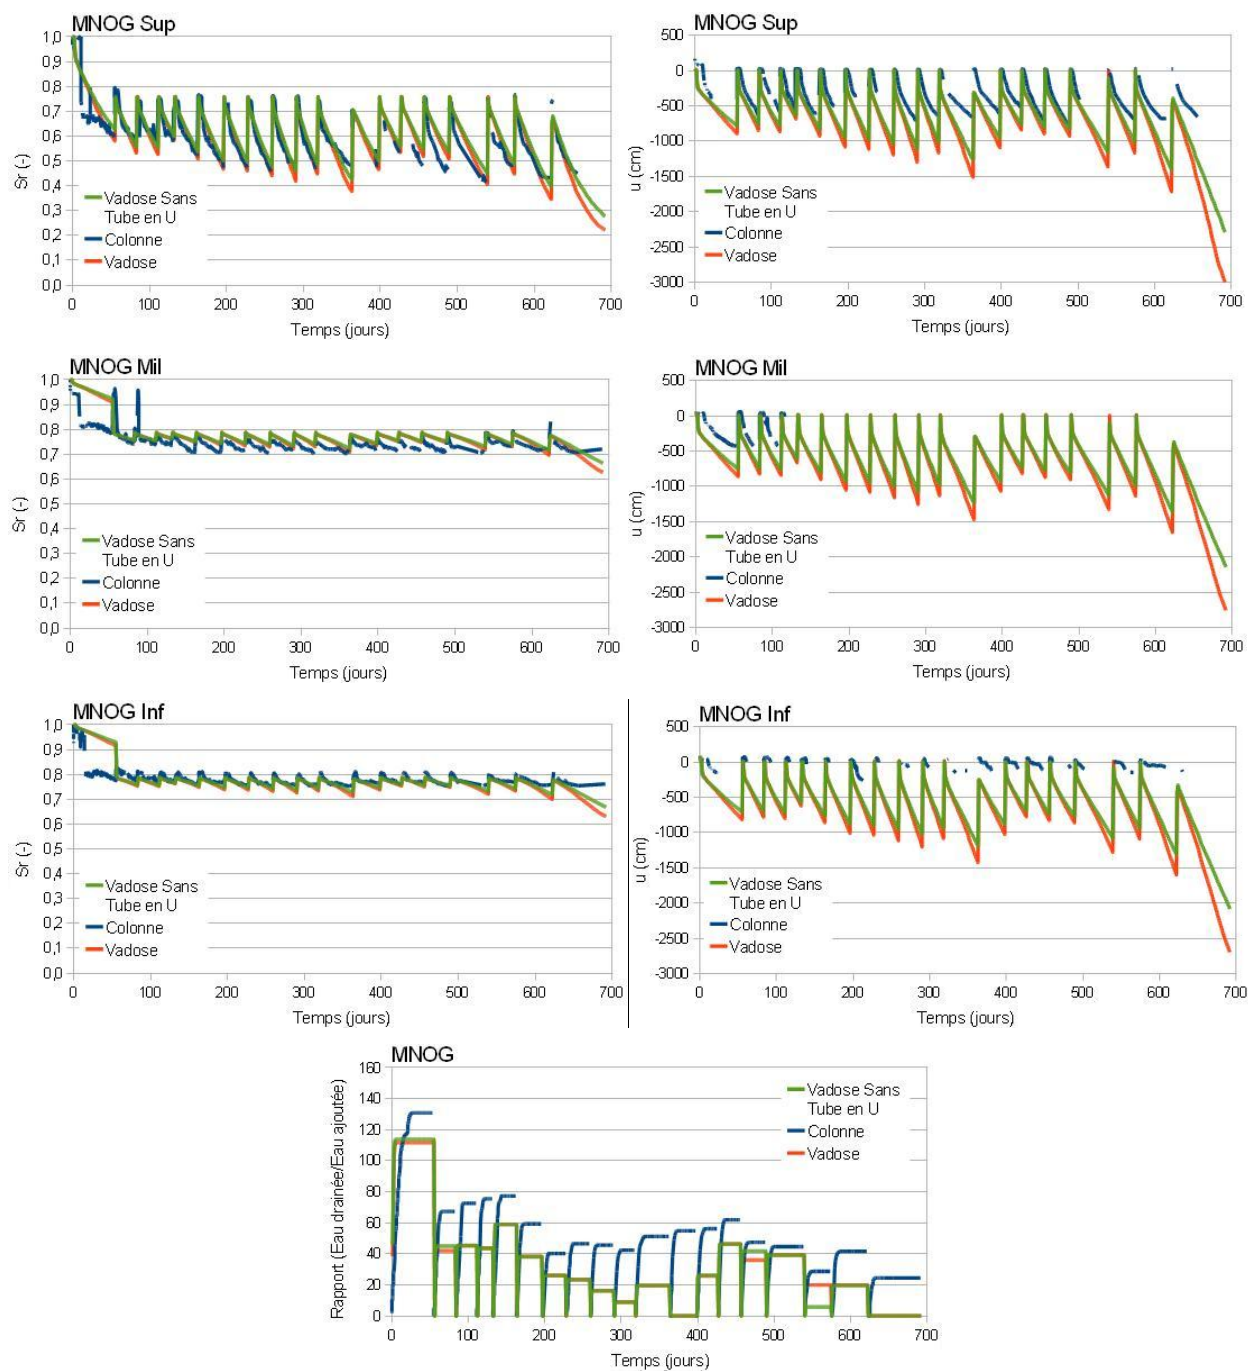 MNOG Sup
1,0
0,9
0,8
0,7
0,6
0,5
0,4
0,3
0,2
0,1
0,0
Sr (-)
Vadose Sans
Tube en U
Colonne
Vadose
0 100 200 300 400 500 600 700
Temps (jours)
MNOG Sup
500
0
-500
-1000
-1500
-2000
-2500
-3000
u (cm)
Vadose Sans
Tube en U
Colonne
Vadose
0 100 200 300 400 500 600 700
Temps (jours)
MNOG Mil
1,0
0,9
0,8
0,7
0,6
0,5
0,4
0,3
0,2
0,1
0,0
Sr (-)
Vadose Sans
Tube en U
Colonne
Vadose
0 100 200 300 400 500 600 700
Temps (jours)
MNOG Mil
500
0
-500
-1000
-1500
-2000
-2500
-3000
u (cm)
Vadose Sans
Tube en U
Colonne
Vadose
0 100 200 300 400 500 600 700
Temps (jours)
MNOG Inf
1,0
0,9
0,8
0,7
0,6
0,5
0,4
0,3
0,2
0,1
0,0
Sr (-)
Vadose Sans
Tube en U
Colonne
Vadose
0 100 200 300 400 500 600 700
Temps (jours)
MNOG Inf
500
0
-500
-1000
-1500
-2000
-2500
-3000
u (cm)
Vadose Sans
Tube en U
Colonne
Vadose
0 100 200 300 400 500 600 700
Temps (jours)
MNOG
160
140
120
100
80
60
40
20
0
Rapport (Eau drainée/Eau ajoutée)
Vadose Sans
Tube en U
Colonne
Vadose
0 100 200 300 400 500 600 700
Temps (jours)